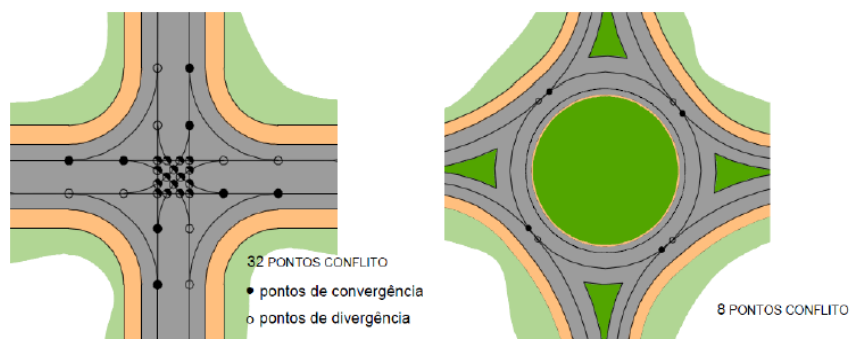 32 PONTOS CONFLITO
pontos de convergência
pontos de divergência
8 PONTOS CONFLITO